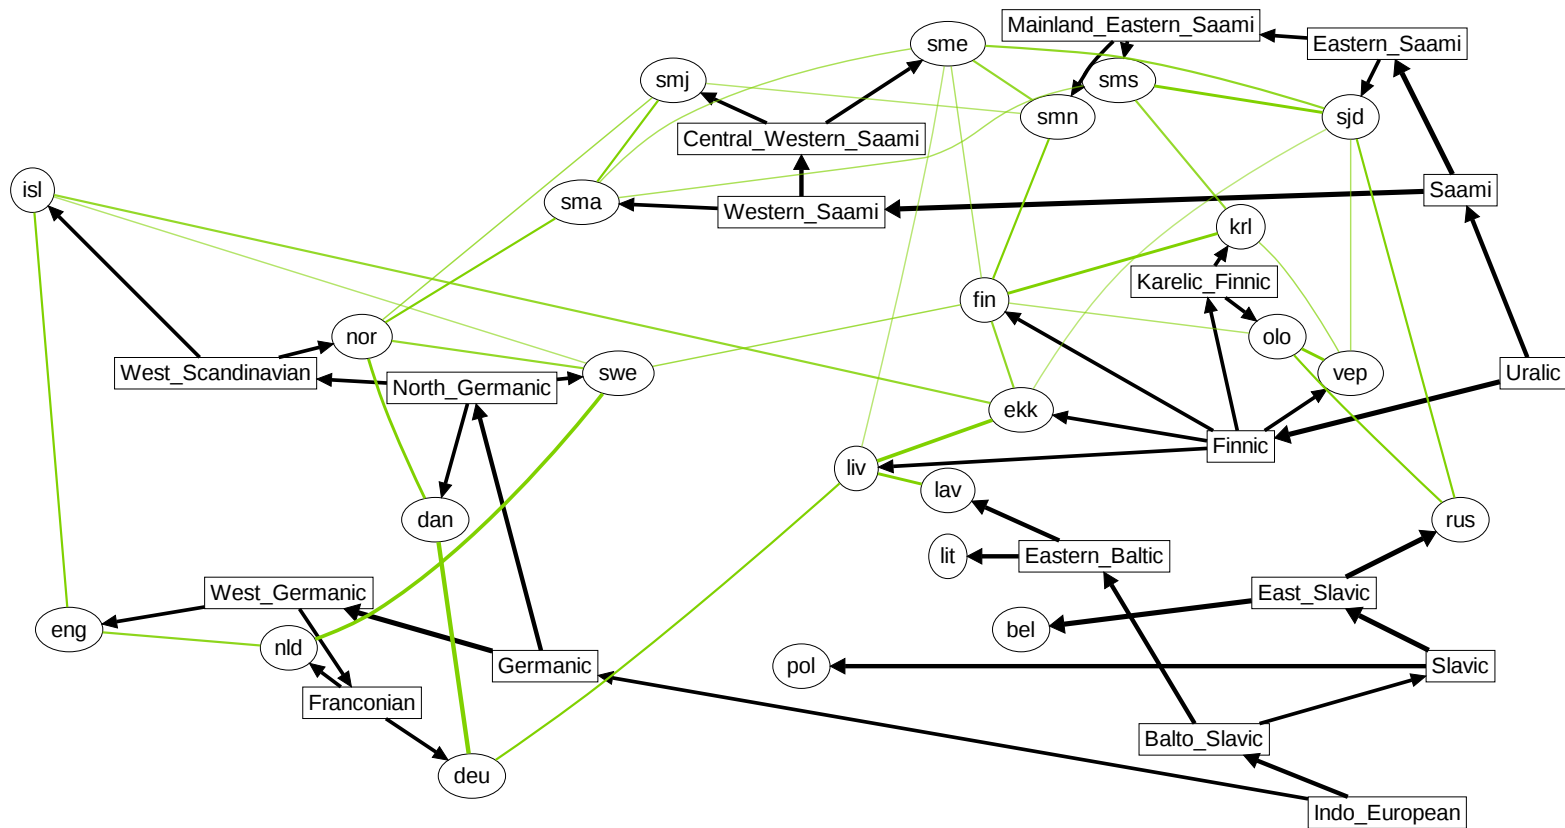 Mainland_Eastern_Saami
sme
Eastern_Saami
smj
sms
smn
sjd
Central_Western_Saami
isl
Saami
sma
Western_Saami
krl
Karelic_Finnic
fin
nor
olo
West_Scandinavian
swe
vep
Uralic
North_Germanic
ekk
Finnic
liv
lav
dan
rus
lit
Eastern_Baltic
West_Germanic
East_Slavic
eng
bel
nld
Germanic
pol
Slavic
Franconian
Balto_Slavic
deu
Indo_European